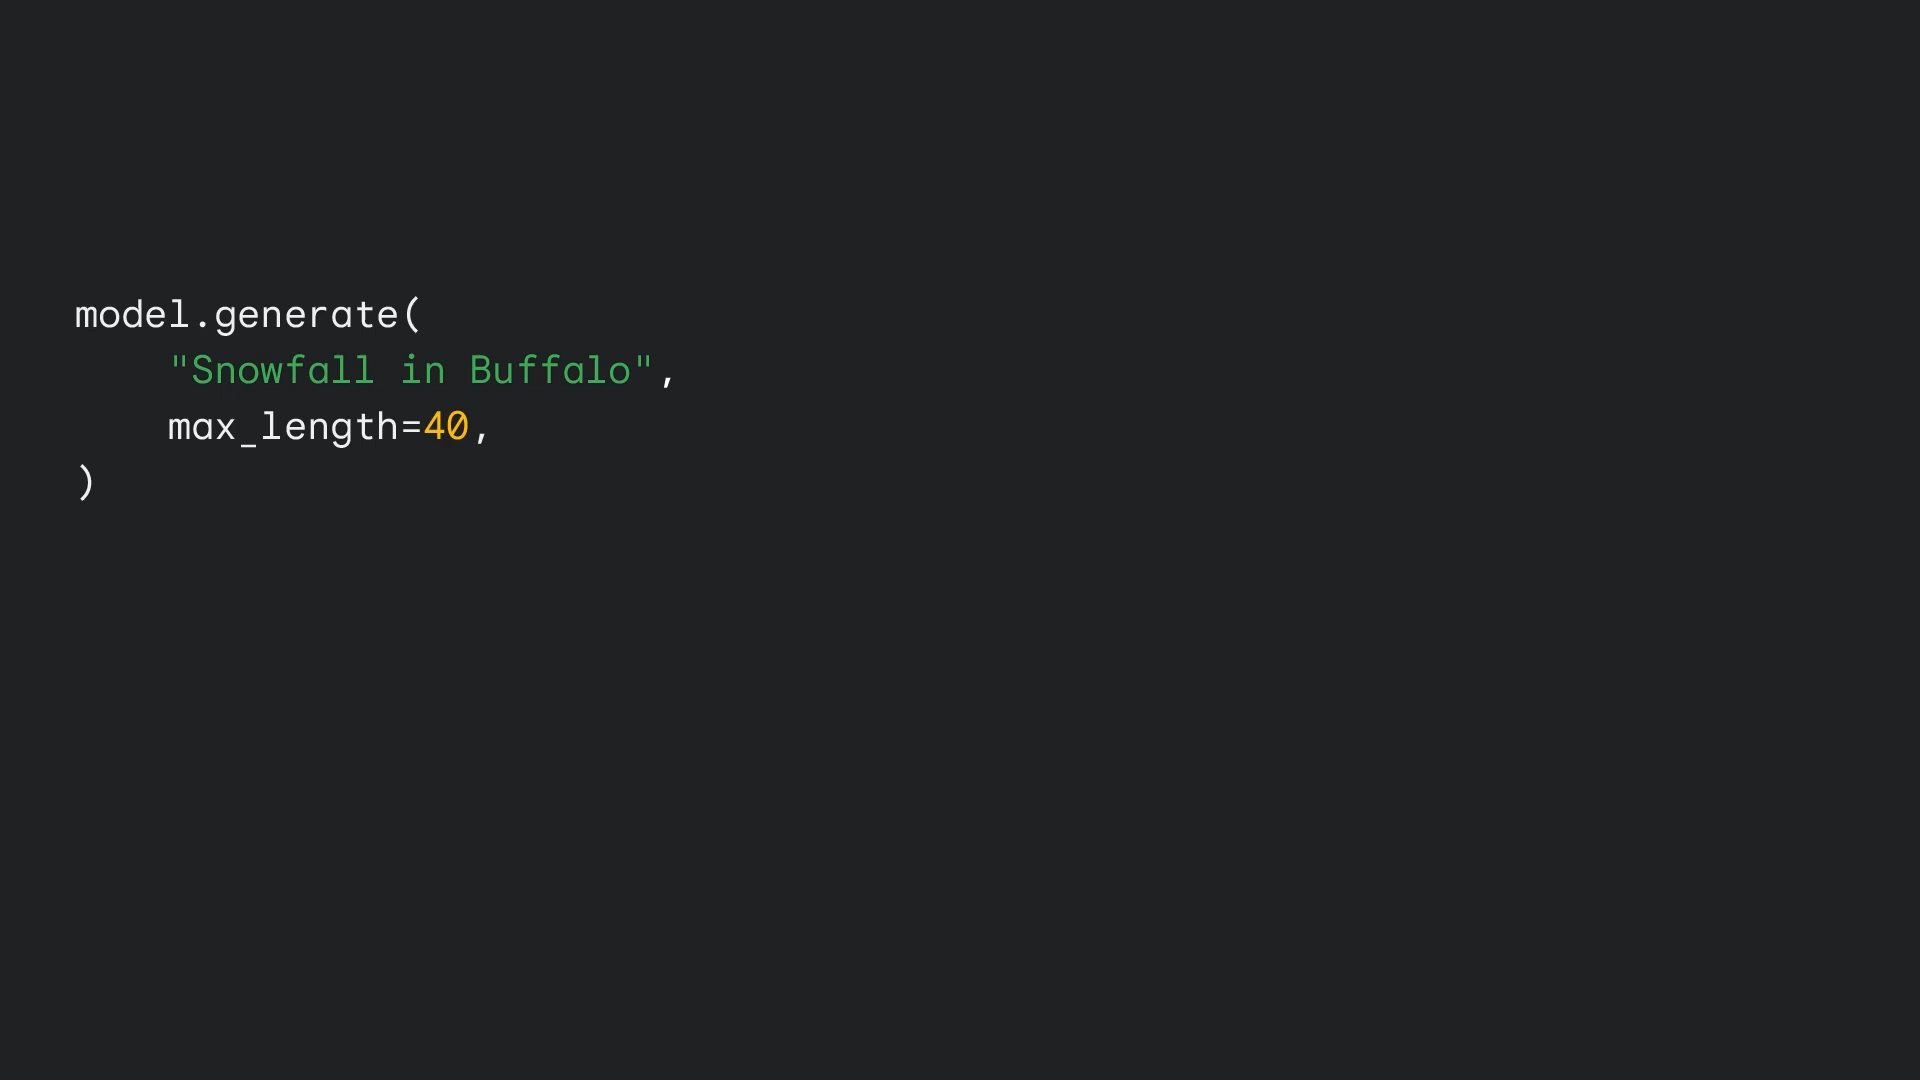 model.generate(
    "Snowfall in Buffalo",
    max_length=40,
)